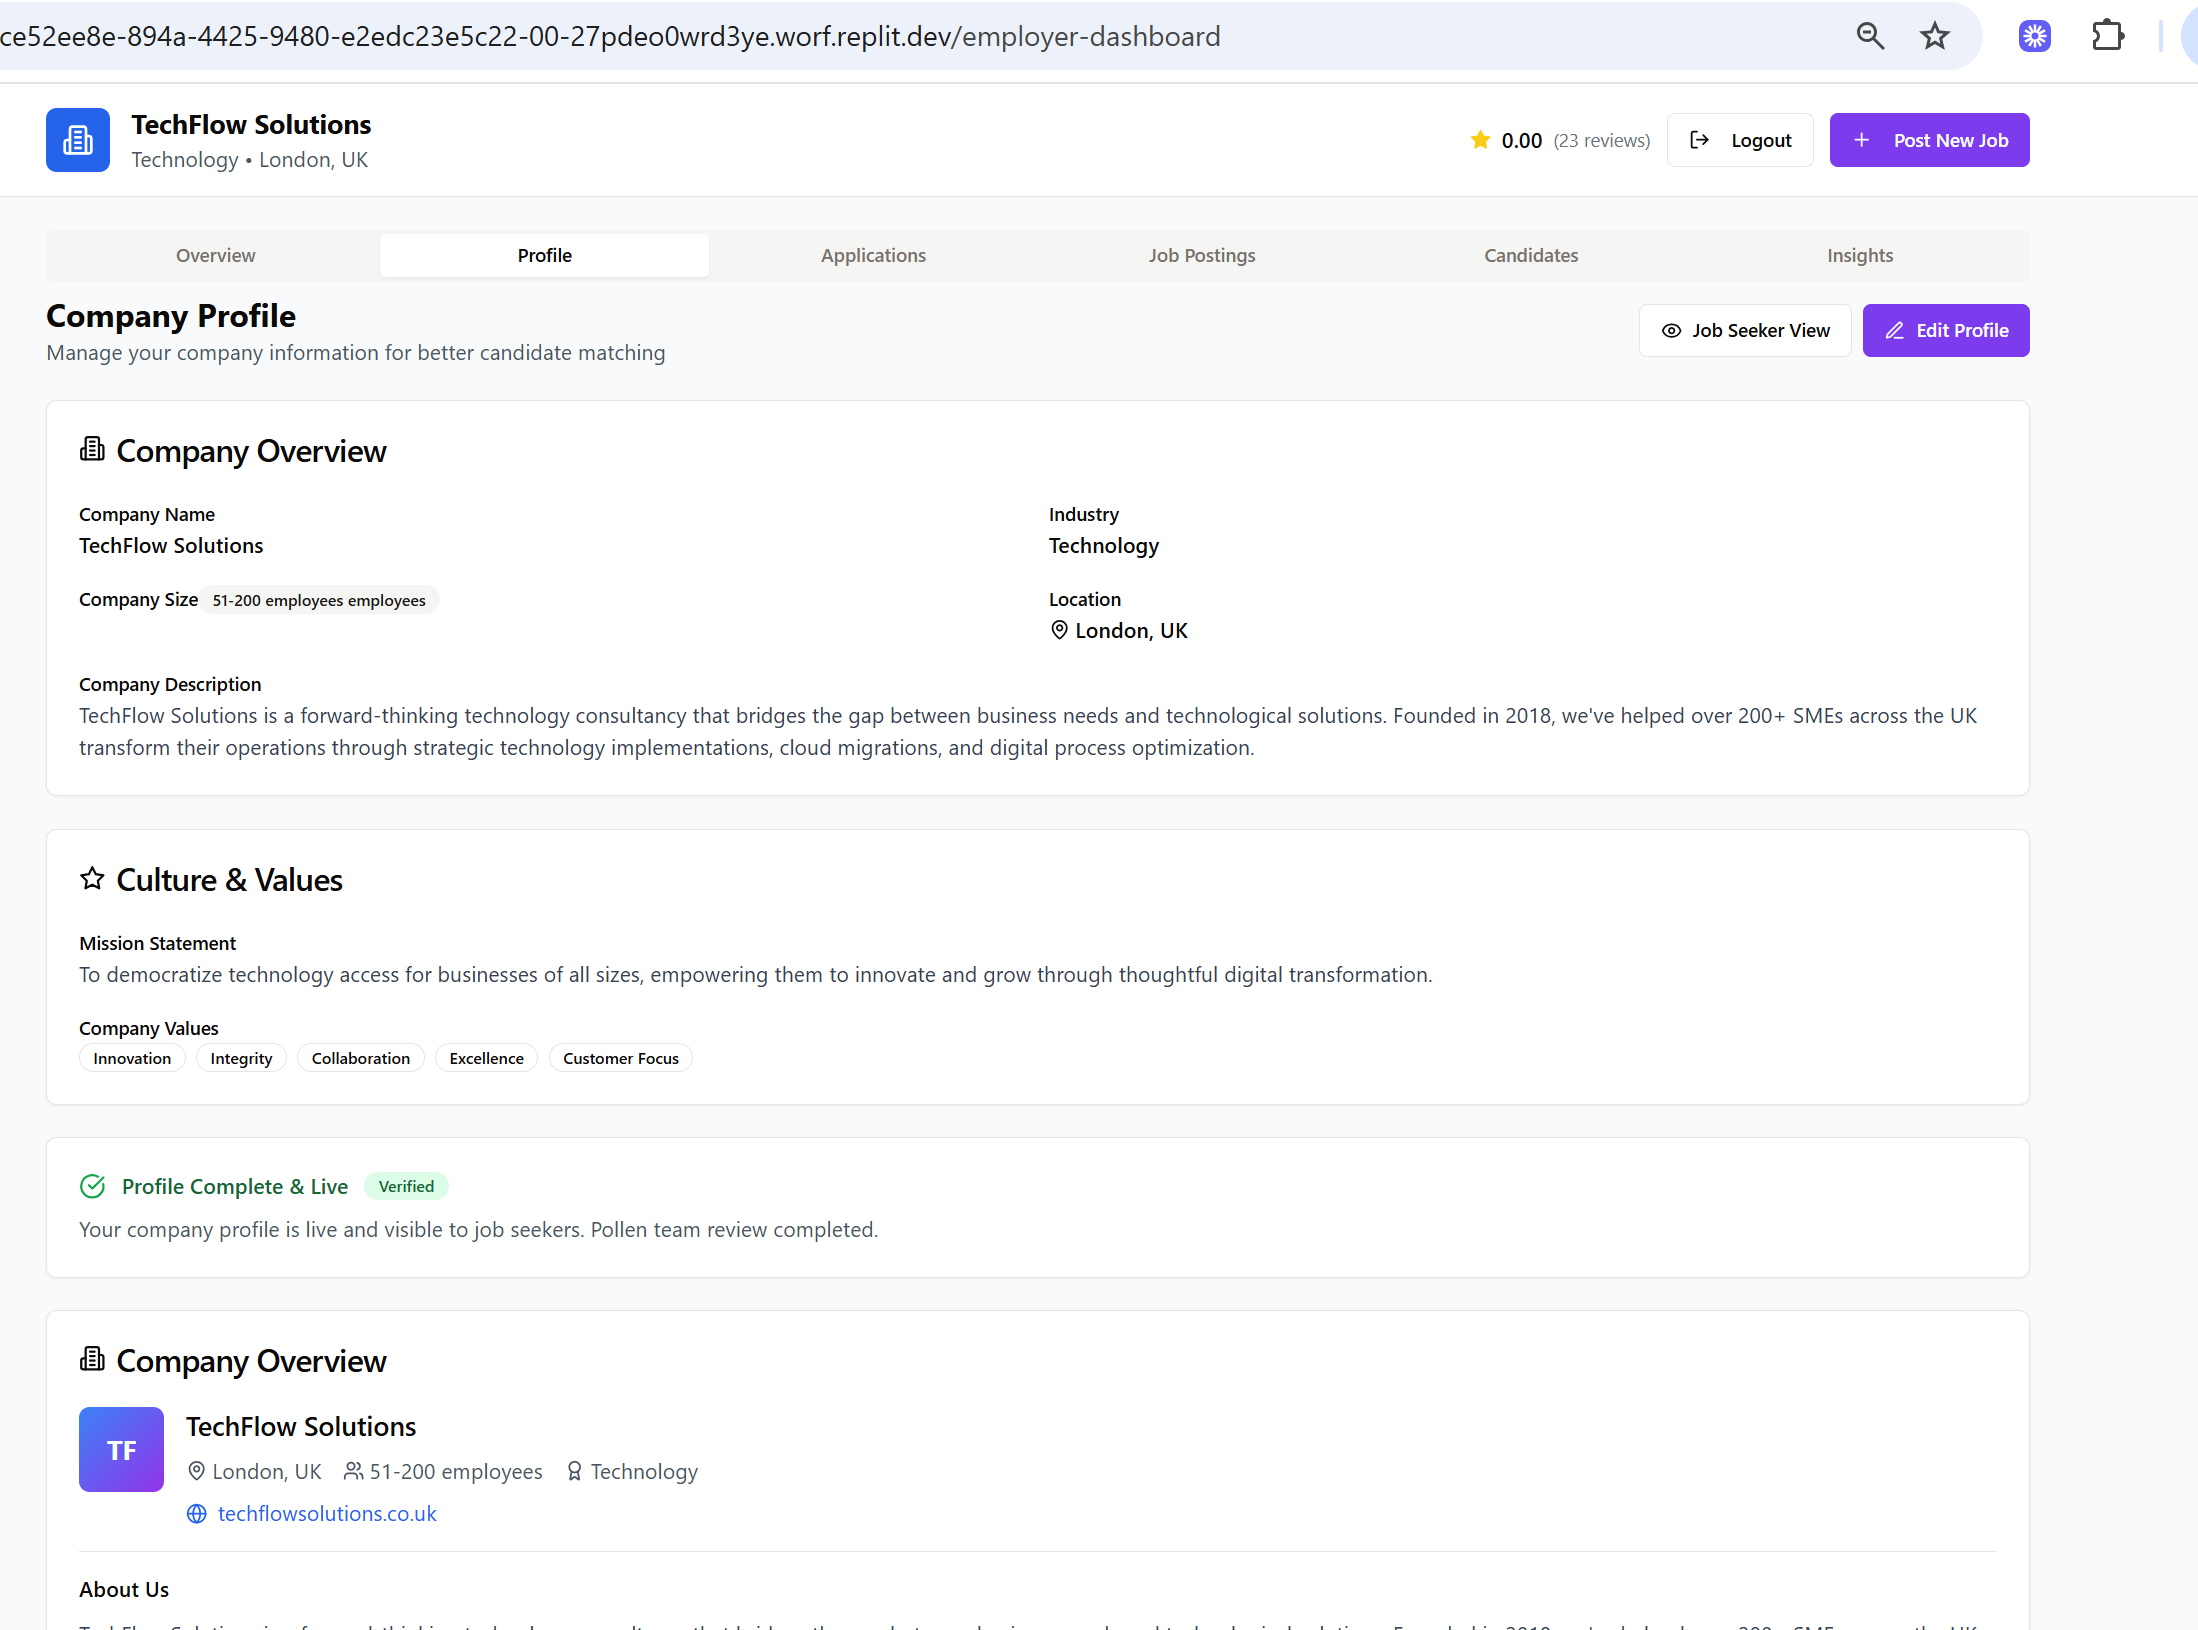 ce52ee8e-894a-4425-9480-e2edc23e5c22-00-27pdeo0wrd3ye.worf.replit.dev/employer-dashboard
TechFlow Solutions
Technology • London, UK
0.00 (23 reviews)
Logout
Post New Job
Overview
Profile
Applications
Job Postings
Candidates
Insights
Company Profile
Manage your company information for better candidate matching
Job Seeker View
Edit Profile
Company Overview
Company Name
TechFlow Solutions
Industry
Technology
Company Size 51-200 employees employees
Location
London, UK
Company Description
TechFlow Solutions is a forward-thinking technology consultancy that bridges the gap between business needs and technological solutions. Founded in 2018, we've helped over 200+ SMEs across the UK
transform their operations through strategic technology implementations, cloud migrations, and digital process optimization.
Culture & Values
Mission Statement
To democratize technology access for businesses of all sizes, empowering them to innovate and grow through thoughtful digital transformation.
Company Values
Innovation Integrity Collaboration Excellence Customer Focus
Profile Complete & Live Verified
Your company profile is live and visible to job seekers. Pollen team review completed.
Company Overview
TF
TechFlow Solutions
London, UK 51-200 employees Technology
techflowsolutions.co.uk
About Us